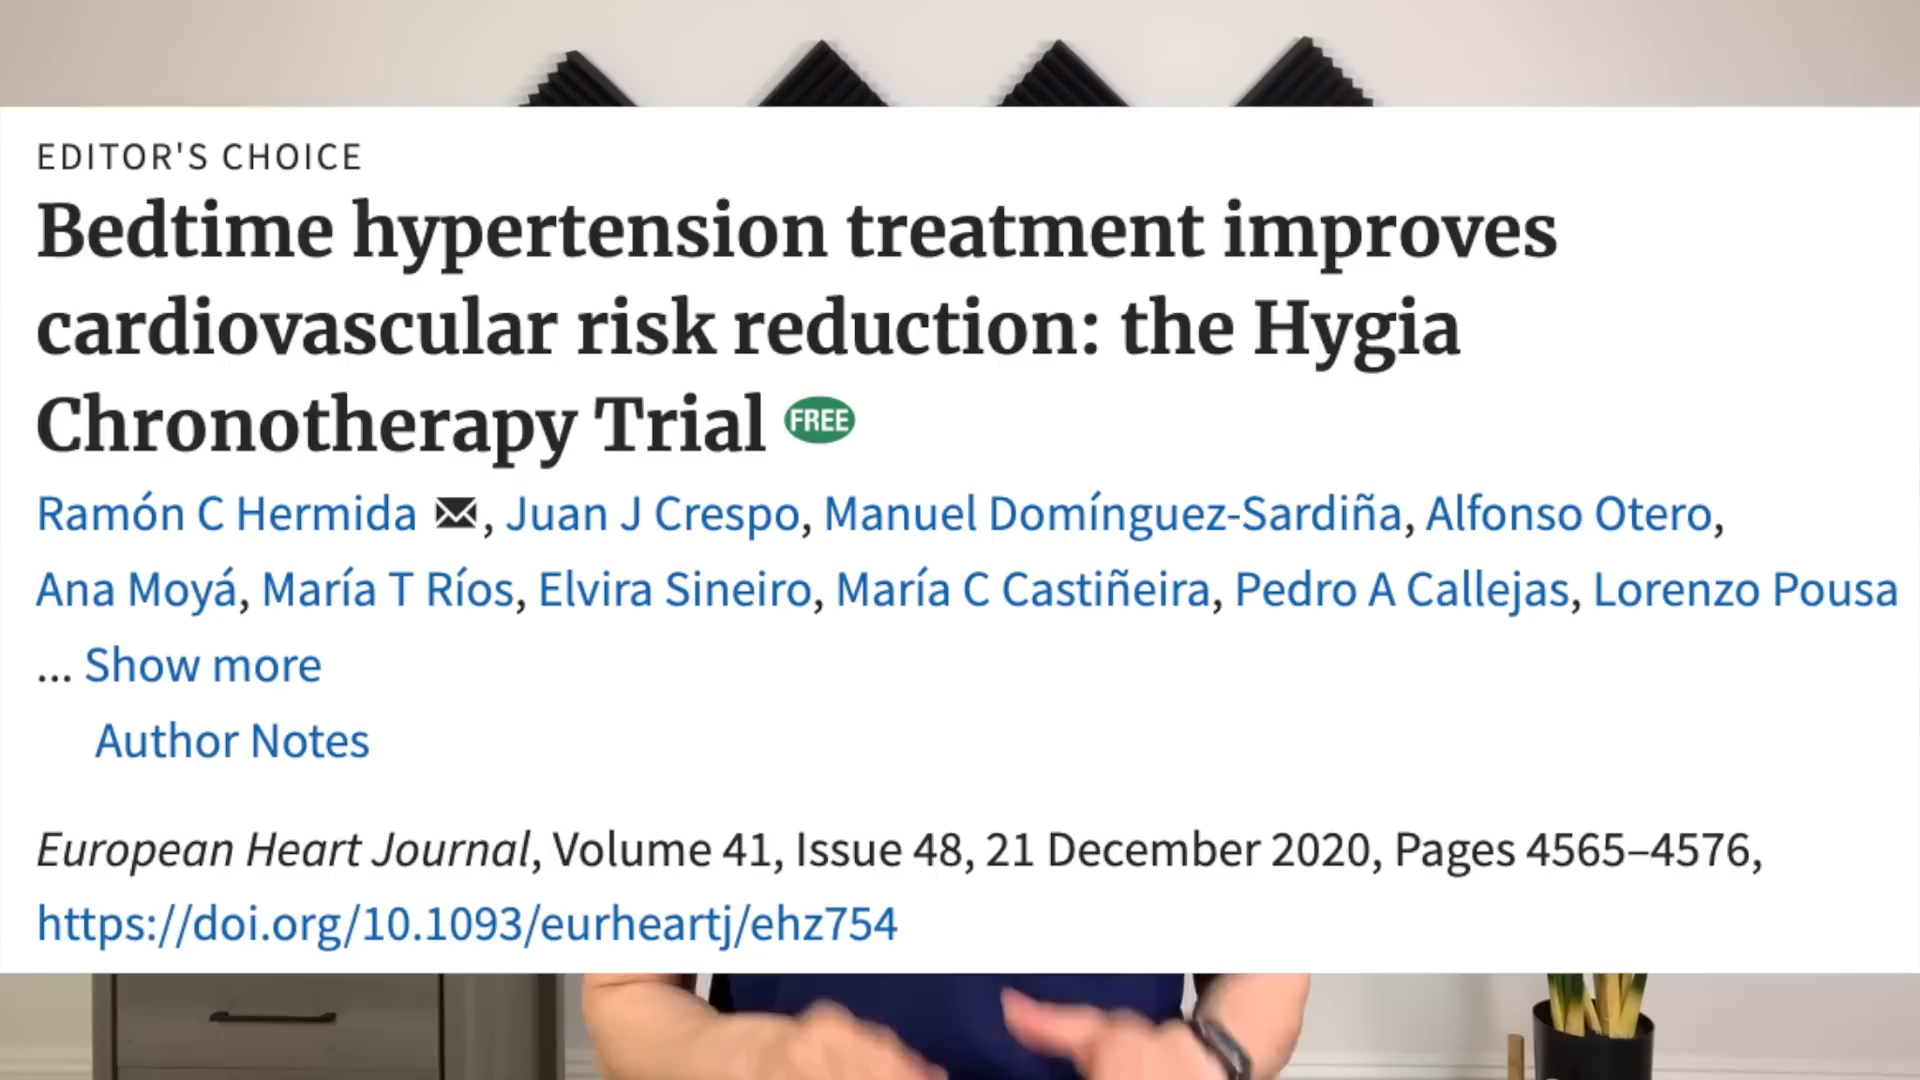 EDITOR'S CHOICE
Bedtime hypertension treatment improves
cardiovascular risk reduction: the Hygia
Chronotherapy Trial FREE
Ramón C Hermida, Juan J Crespo, Manuel Domínguez-Sardiña, Alfonso Otero,
Ana Moyá, María T Ríos, Elvira Sineiro, María C Castiñeira, Pedro A Callejas, Lorenzo Pousa
... Show more
Author Notes
European Heart Journal, Volume 41, Issue 48, 21 December 2020, Pages 4565–4576,
https://doi.org/10.1093/eurheartj/ehz754